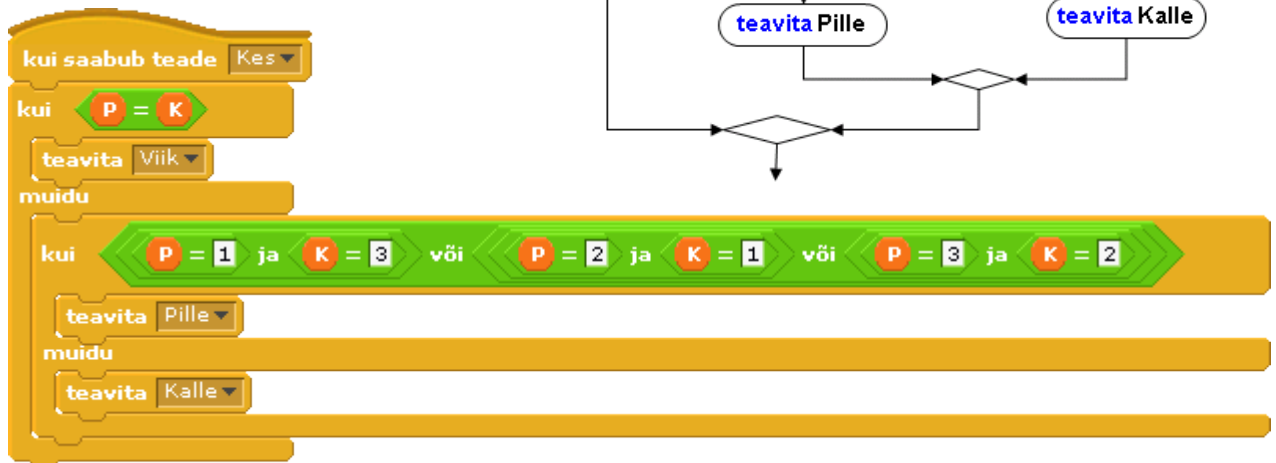 teavita Pille
teavita Kalle
kui saabub teade Kes
kui P = K
teavita Viik
muidu
kui P = 1 ja K = 3 või P = 2 ja K = 1 või P = 3 ja K = 2
teavita Pille
muidu
teavita Kalle